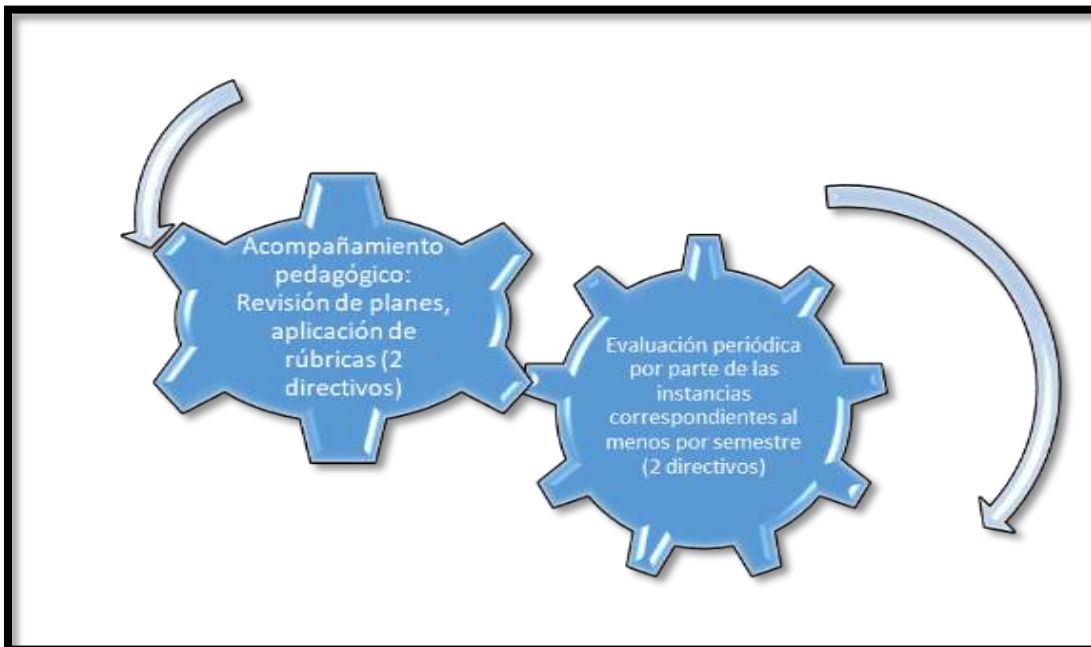 Acompañamiento
pedagógico:
Revisión de planes,
aplicación de
rúbricas (2
directivos)
Evaluación periódica
por parte de las
instancias
correspondientes al
menos por semestre
(2 directivos)